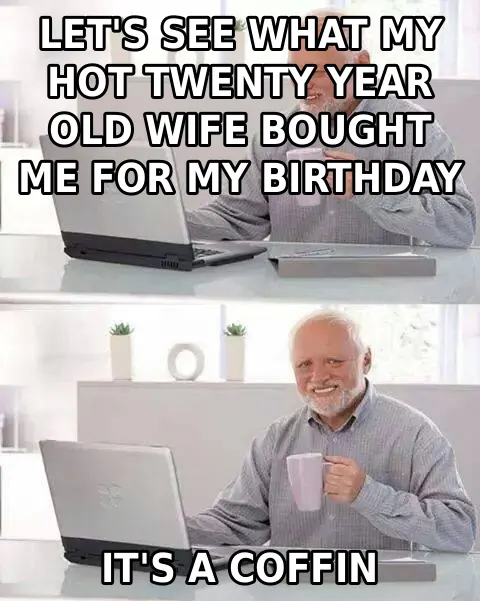 LET'S SEE WHAT MY
HOT TWENTY YEAR
OLD WIFE BOUGHT
ME FOR MY BIRTHDAY
IT'S A COFFIN